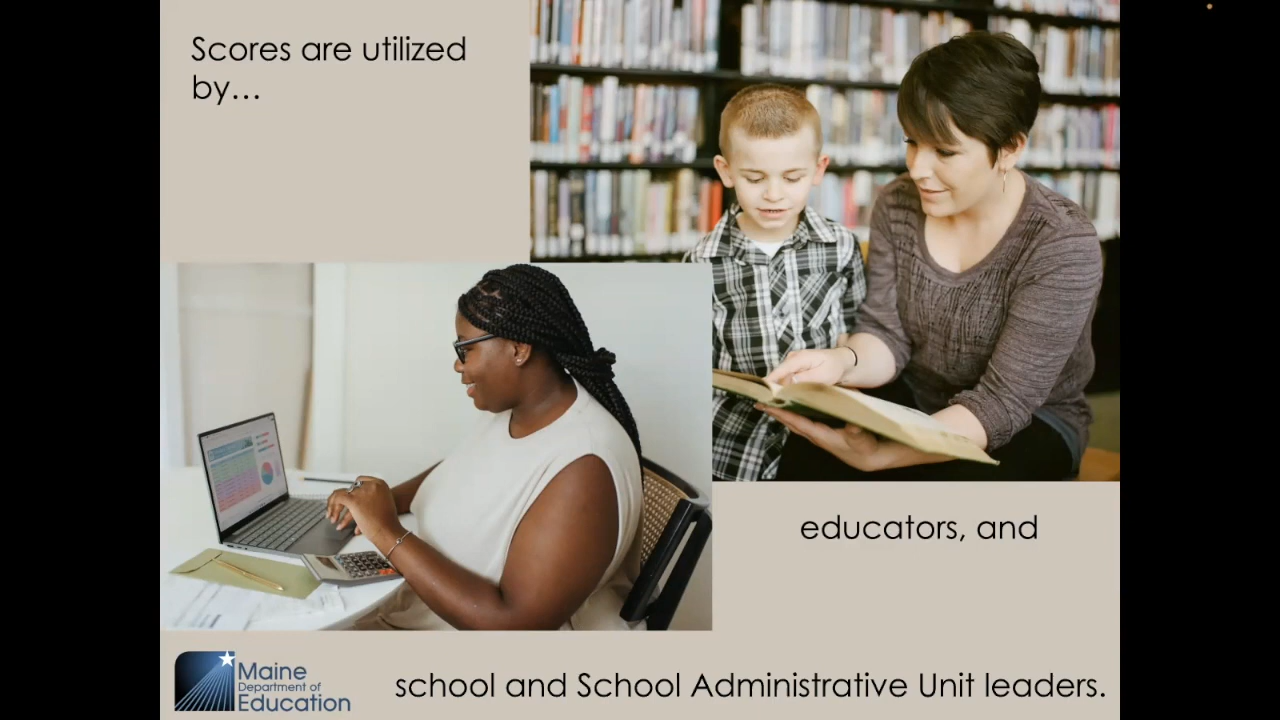 Scores are utilized
by…
educators, and
school and School Administrative Unit leaders.
Maine
Department of
Education